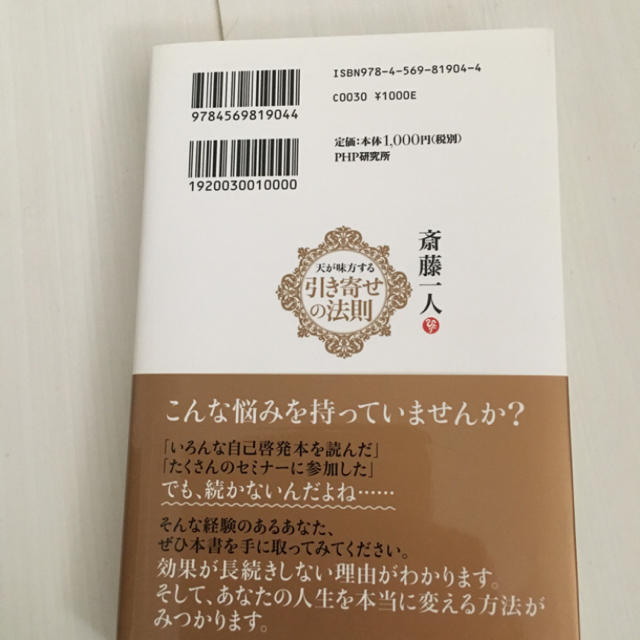 ISBN978-4-569-81904-4
C0030 ¥1000E
9784569819044
定価:本体1,000円(税別)
PHP研究所
1920030010000
斎藤一人
天が味方する
引き寄せ
の法則
こんな悩みを持っていませんか?
「いろんな自己啓発本を読んだ」
「たくさんのセミナーに参加した」
でも、続かないんだよね……
そんな経験のあるあなた、
ぜひ本書を手に取ってみてください。
効果が長続きしない理由がわかります。
そして、あなたの人生を本当に変える方法が
みつかります。